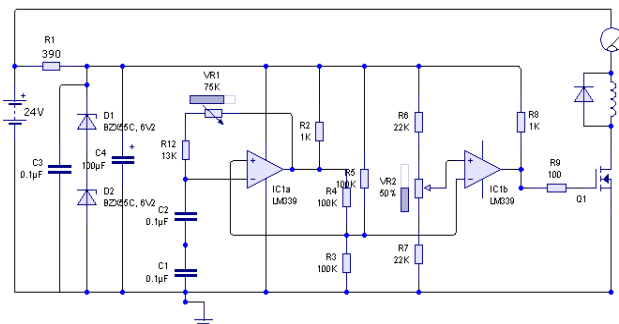 R1
390
24V
C3
0.1µF
D1
BZX55C, 6V2
C4
100µF
D2
BZX55C, 6V2
VR1
75K
R12
13K
C2
0.1µF
C1
0.1µF
R2
1K
IC1a
LM339
R5
100K
R4
100K
R3
100K
R6
22K
VR2
50%
R7
22K
IC1b
LM339
R8
1K
R9
100
Q1